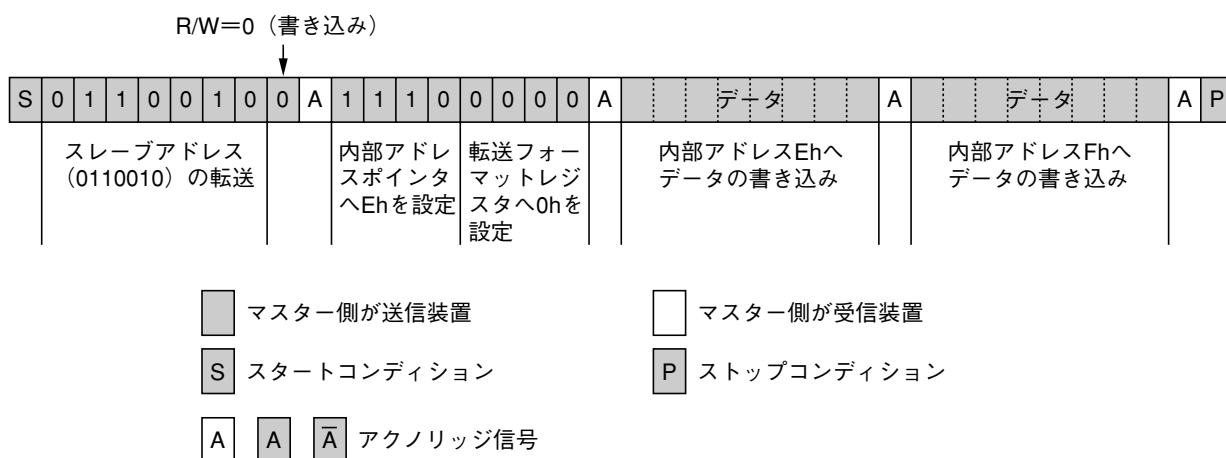 R/W=0（書き込み）
S 0 1 1 0 0 1 0 0 A 1 1 1 0 0 0 0 0 A データ A データ A P
スレーブアドレス
（0110010）の転送
内部アドレ
スポインタ
へEhを設定
転送フォー
マットレジ
スタへ0hを
設定
内部アドレスEhへ
データの書き込み
内部アドレスFhへ
データの書き込み
マスター側が送信装置
マスター側が受信装置
S スタートコンディション
P ストップコンディション
A A A̅ アクノリッジ信号